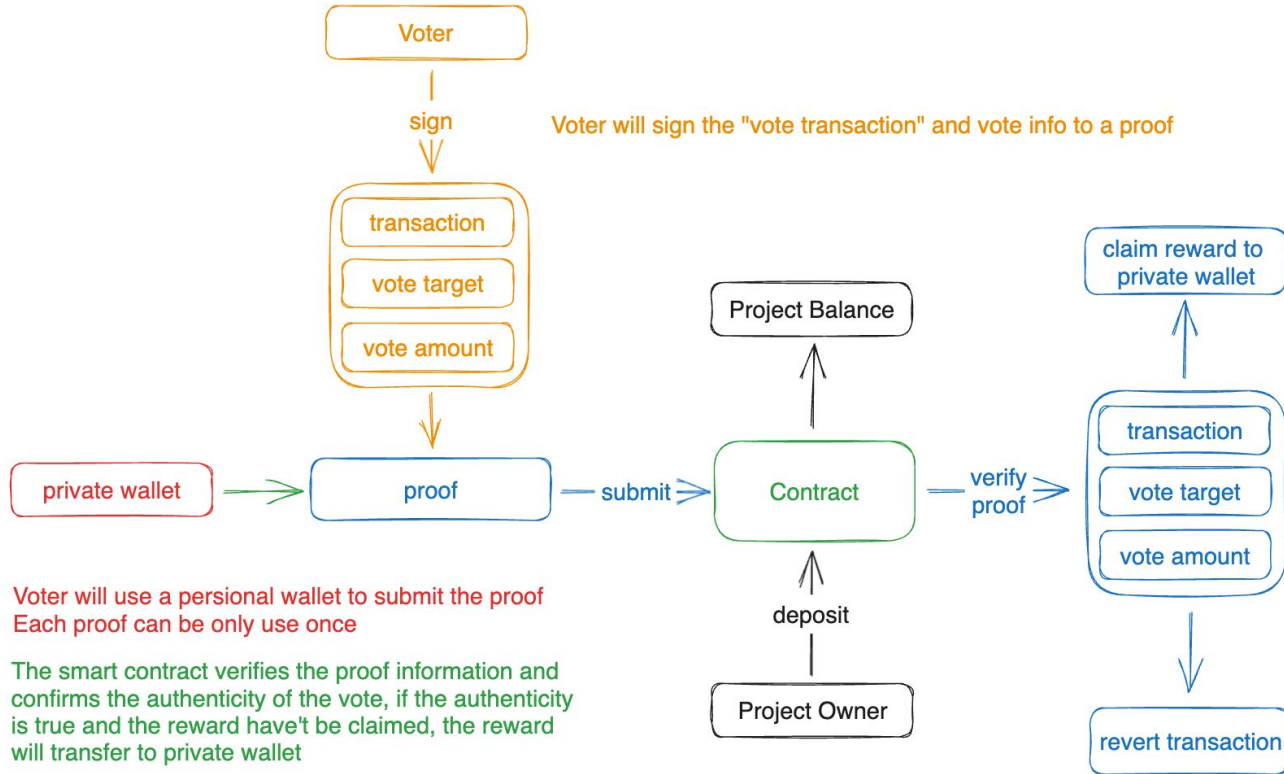 Voter
sign
Voter will sign the "vote transaction" and vote info to a proof
transaction
vote target
vote amount
claim reward to
private wallet
Project Balance
private wallet
proof
submit
Contract
verify
proof
transaction
vote target
vote amount
Voter will use a persional wallet to submit the proof
Each proof can be only use once
deposit
The smart contract verifies the proof information and
confirms the authenticity of the vote, if the authenticity
is true and the reward have't be claimed, the reward
will transfer to private wallet
Project Owner
revert transaction